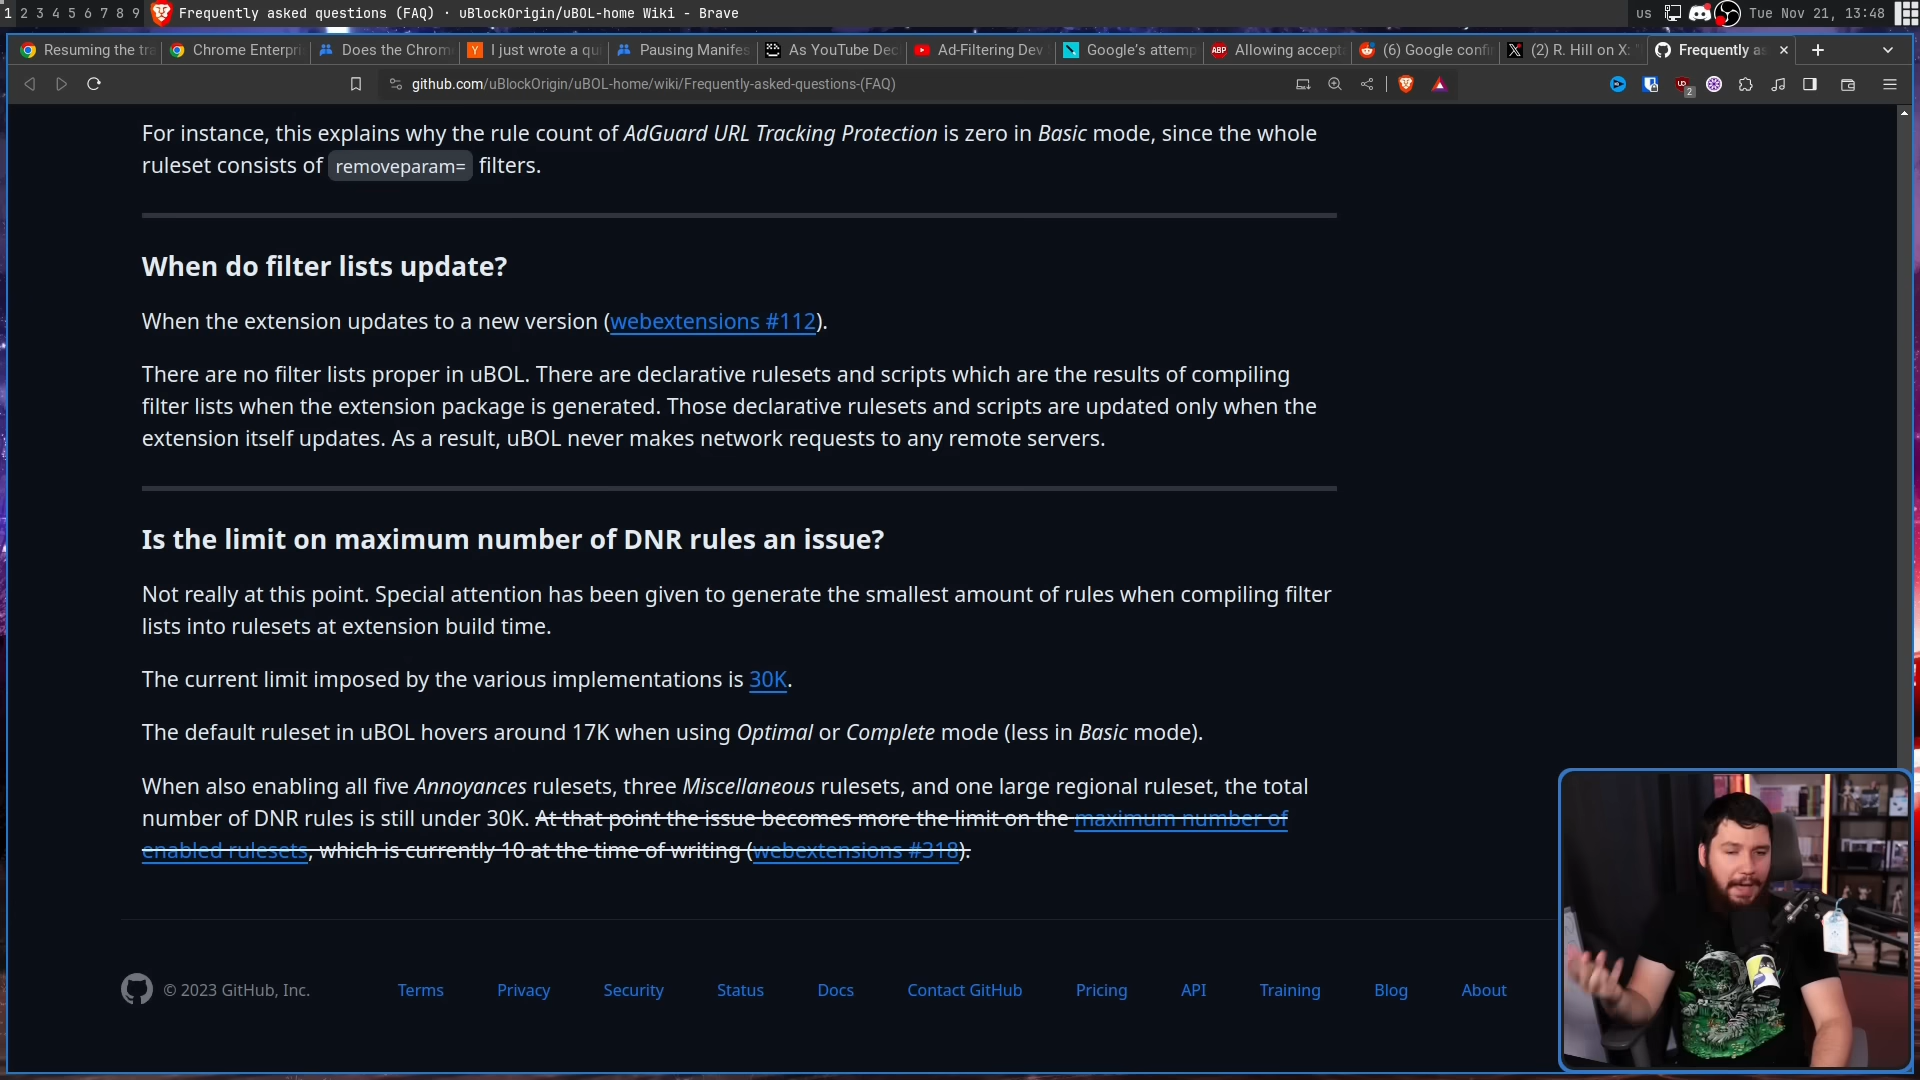 1 2 3 4 5 6 7 8 9 Frequently asked questions (FAQ) · uBlockOrigin/uBOL-home Wiki - Brave us Tue Nov 21, 13:48
Resuming the tra Chrome Enterpri Does the Chrom I just wrote a qui Pausing Manifes As YouTube Dec Ad-Filtering Dev Google's attemp ABP Allowing accept (6) Google confi (2) R. Hill on X: " Frequently as
github.com/uBlockOrigin/uBOL-home/wiki/Frequently-asked-questions-(FAQ) 2
For instance, this explains why the rule count of AdGuard URL Tracking Protection is zero in Basic mode, since the whole
ruleset consists of removeparam= filters.
When do filter lists update?
When the extension updates to a new version (webextensions #112).
There are no filter lists proper in uBOL. There are declarative rulesets and scripts which are the results of compiling
filter lists when the extension package is generated. Those declarative rulesets and scripts are updated only when the
extension itself updates. As a result, uBOL never makes network requests to any remote servers.
Is the limit on maximum number of DNR rules an issue?
Not really at this point. Special attention has been given to generate the smallest amount of rules when compiling filter
lists into rulesets at extension build time.
The current limit imposed by the various implementations is 30K.
The default ruleset in uBOL hovers around 17K when using Optimal or Complete mode (less in Basic mode).
When also enabling all five Annoyances rulesets, three Miscellaneous rulesets, and one large regional ruleset, the total
number of DNR rules is still under 30K. At that point the issue becomes more the limit on the maximum number of
enabled rulesets, which is currently 10 at the time of writing (webextensions #318).
© 2023 GitHub, Inc. Terms Privacy Security Status Docs Contact GitHub Pricing API Training Blog About